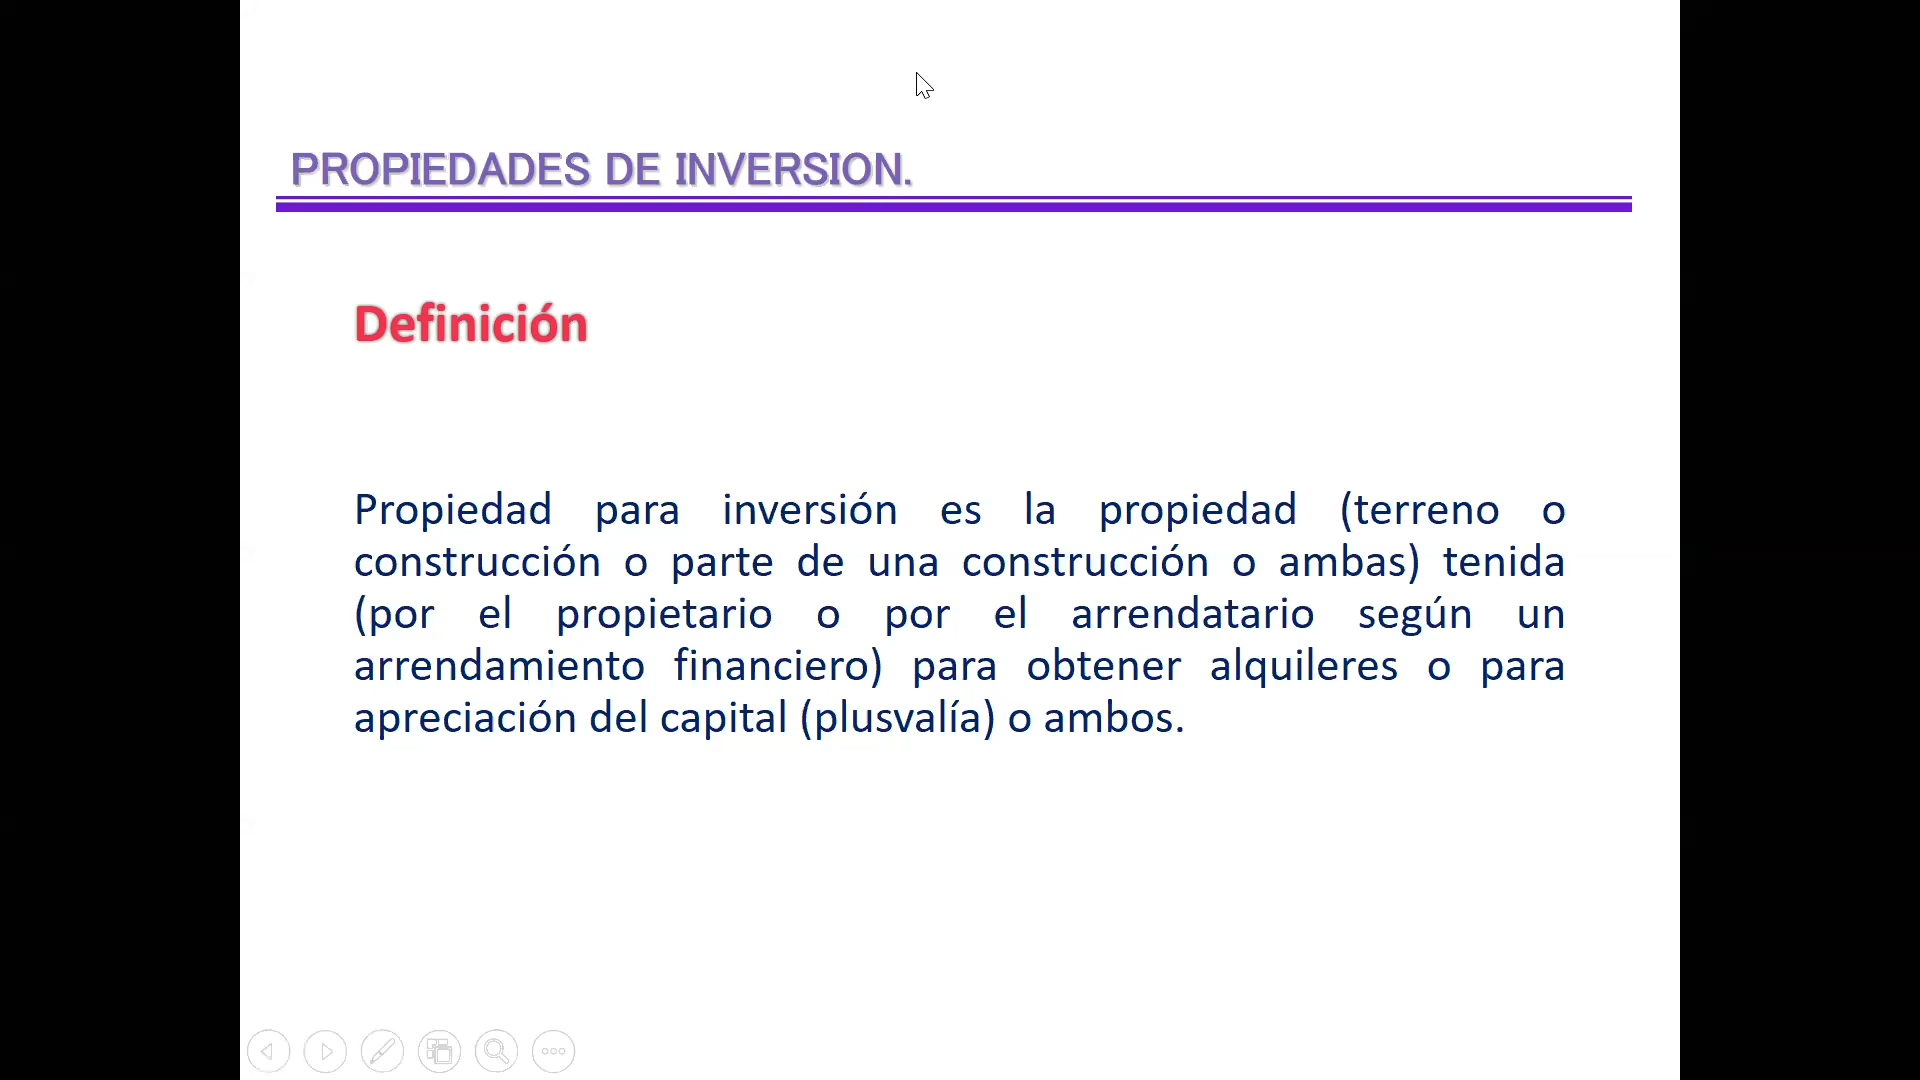 PROPIEDADES DE INVERSION.
Definición
Propiedad para inversión es la propiedad (terreno o
construcción o parte de una construcción o ambas) tenida
(por el propietario o por el arrendatario según un
arrendamiento financiero) para obtener alquileres o para
apreciación del capital (plusvalía) o ambos.